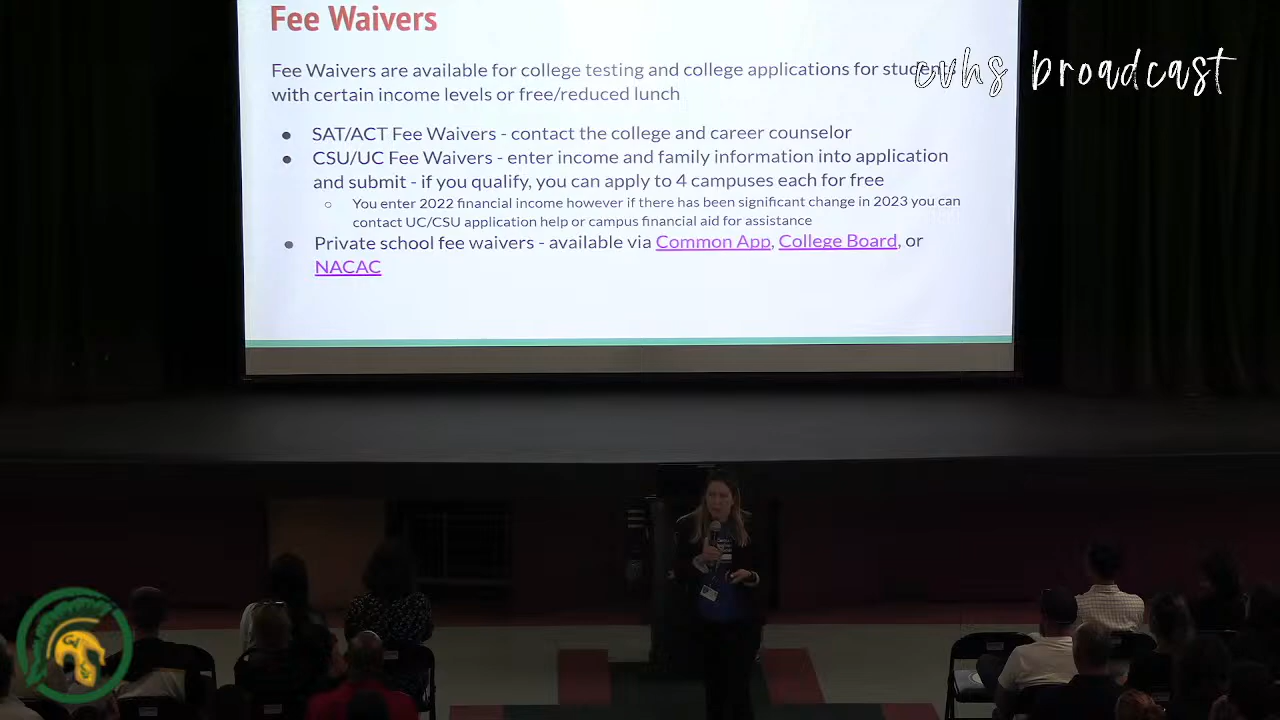 Fee Waivers
cvhs broadcast
Fee Waivers are available for college testing and college applications for students
with certain income levels or free/reduced lunch
● SAT/ACT Fee Waivers - contact the college and career counselor
● CSU/UC Fee Waivers - enter income and family information into application
and submit - if you qualify, you can apply to 4 campuses each for free
○ You enter 2022 financial income however if there has been significant change in 2023 you can
contact UC/CSU application help or campus financial aid for assistance
● Private school fee waivers - available via Common App, College Board, or
NACAC
CV